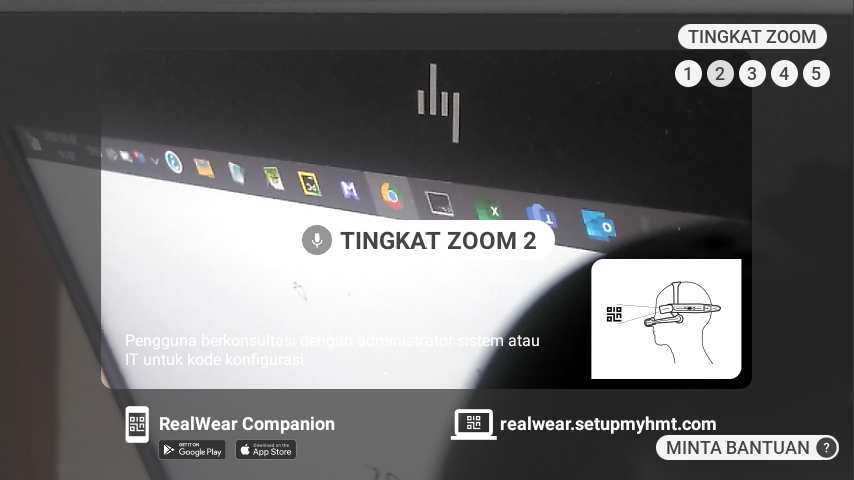 TINGKAT ZOOM
1 2 3 4 5
TINGKAT ZOOM 2
Pengguna berkonsultasi dengan administrator sistem atau
IT untuk kode konfigurasi.
RealWear Companion
GET IT ON
Google Play
Download on the
App Store
realwear.setupmyhmt.com
MINTA BANTUAN ?